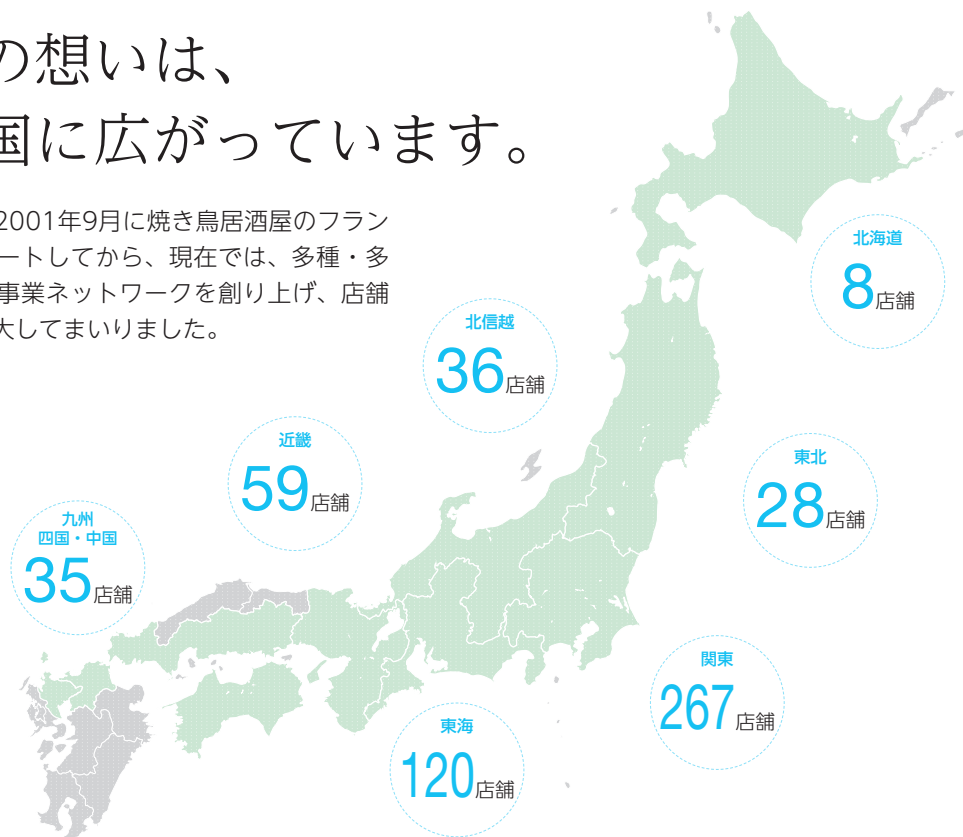 の想いは、
国に広がっています。
2001年9月に焼き鳥居酒屋のフラン
ートしてから、現在では、多種・多
事業ネットワークを創り上げ、店舗
大してまいりました。
北海道
8店舗
北信越
36店舗
近畿
59店舗
東北
28店舗
九州
四国・中国
35店舗
関東
267店舗
東海
120店舗